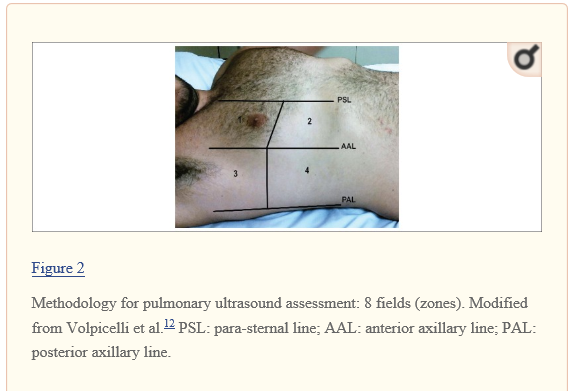 PSL
2
AAL
3
4
PAL
Figure 2
Methodology for pulmonary ultrasound assessment: 8 fields (zones). Modified
from Volpicelli et al.12 PSL: para-sternal line; AAL: anterior axillary line; PAL:
posterior axillary line.